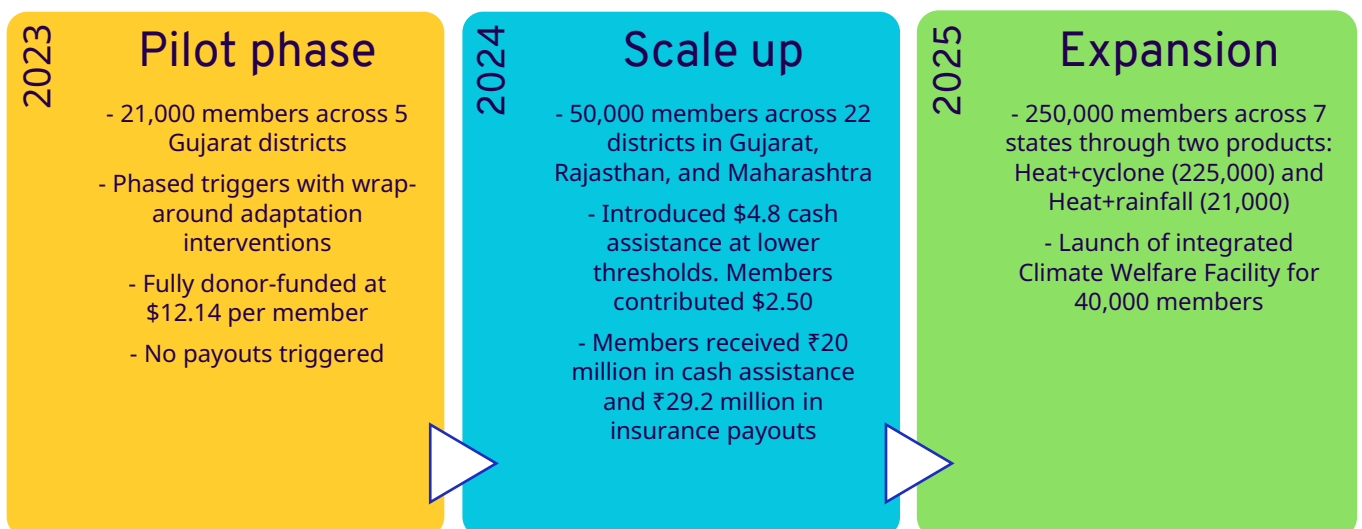 2023
Pilot phase
- 21,000 members across 5
Gujarat districts
- Phased triggers with wrap-
around adaptation
interventions
- Fully donor-funded at
$12.14 per member
- No payouts triggered
2024
Scale up
- 50,000 members across 22
districts in Gujarat,
Rajasthan, and Maharashtra
- Introduced $4.8 cash
assistance at lower
thresholds. Members
contributed $2.50
- Members received ₹20
million in cash assistance
and ₹29.2 million in
insurance payouts
2025
Expansion
- 250,000 members across 7
states through two products:
Heat+cyclone (225,000) and
Heat+rainfall (21,000)
- Launch of integrated
Climate Welfare Facility for
40,000 members